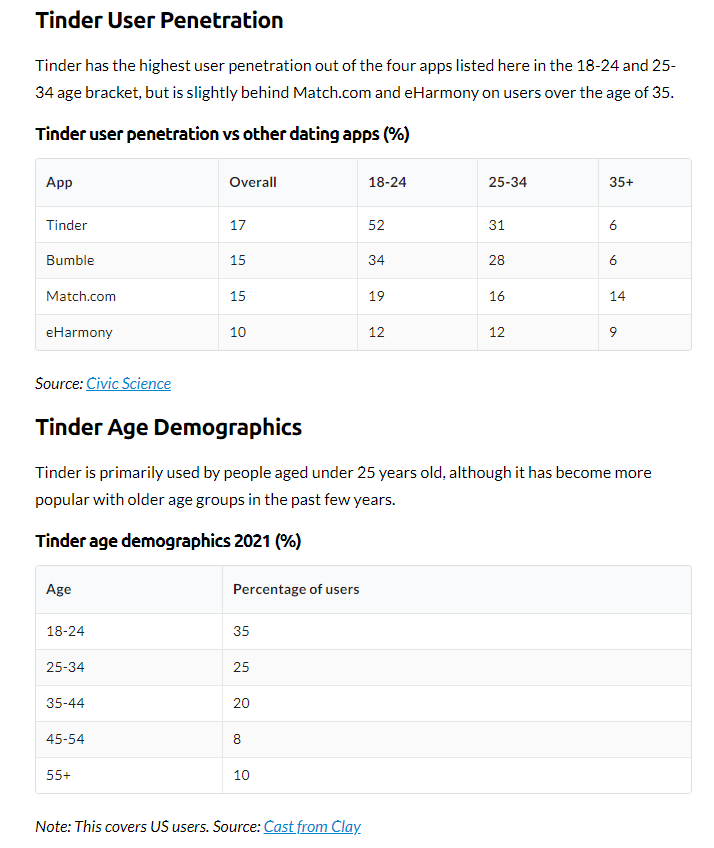 Tinder User Penetration
Tinder has the highest user penetration out of the four apps listed here in the 18-24 and 25-
34 age bracket, but is slightly behind Match.com and eHarmony on users over the age of 35.
Tinder user penetration vs other dating apps (%)
App Overall 18-24 25-34 35+
Tinder 17 52 31 6
Bumble 15 34 28 6
Match.com 15 19 16 14
eHarmony 10 12 12 9
Source: Civic Science
Tinder Age Demographics
Tinder is primarily used by people aged under 25 years old, although it has become more
popular with older age groups in the past few years.
Tinder age demographics 2021 (%)
Age Percentage of users
18-24 35
25-34 25
35-44 20
45-54 8
55+ 10
Note: This covers US users. Source: Cast from Clay